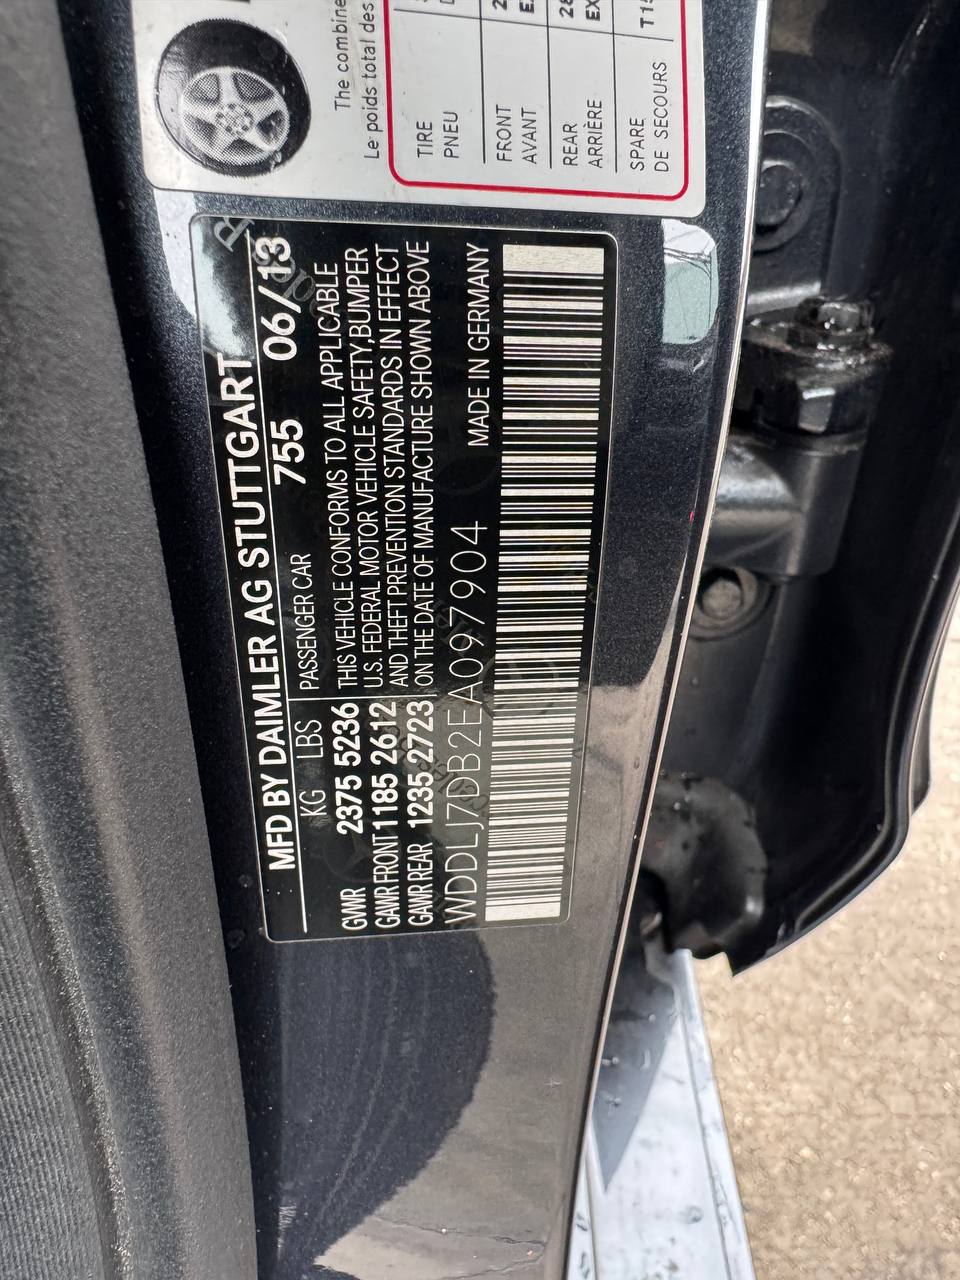 MFD BY DAIMLER AG STUTTGART
KG LBS PASSENGER CAR 755 06/13
GVWR 2375 5236 THIS VEHICLE CONFORMS TO ALL APPLICABLE
GAWR FRONT 1185 2612 U.S. FEDERAL MOTOR VEHICLE SAFETY,BUMPER
GAWR REAR 1235 2723 AND THEFT PREVENTION STANDARDS IN EFFECT
ON THE DATE OF MANUFACTURE SHOWN ABOVE
WDDLJ7DB2EA097904 MADE IN GERMANY
The combine
Le poids total des
TIRE
PNEU
FRONT
AVANT
REAR
ARRIÈRE
SPARE
DE SECOURS